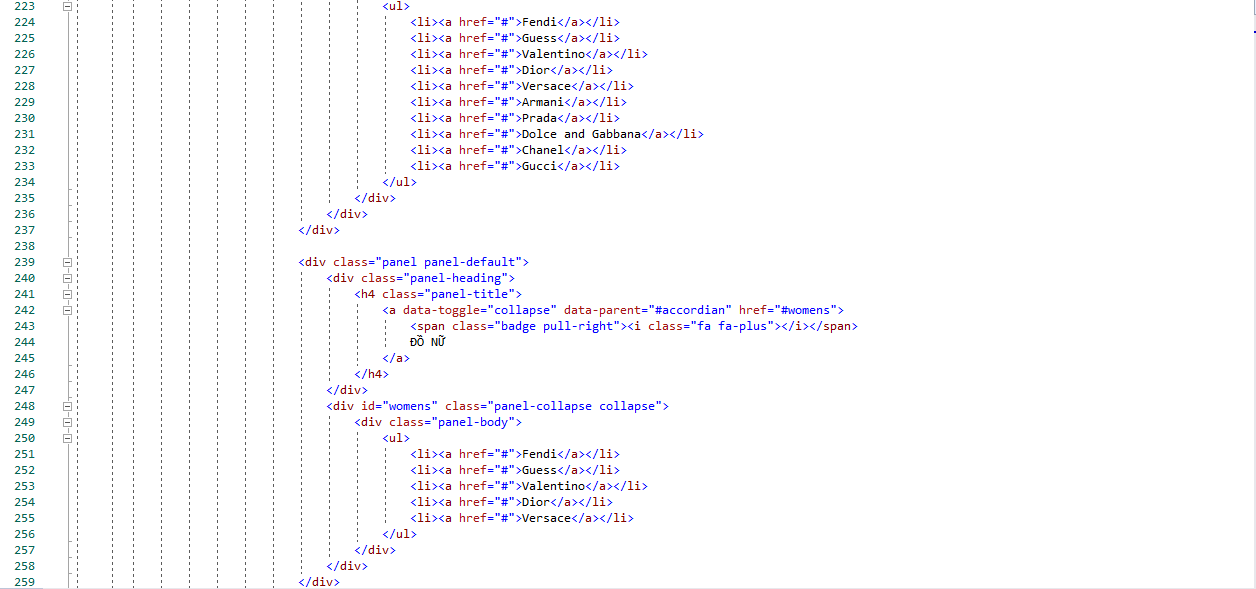 223 <ul>
224 <li><a href="#">Fendi</a></li>
225 <li><a href="#">Guess</a></li>
226 <li><a href="#">Valentino</a></li>
227 <li><a href="#">Dior</a></li>
228 <li><a href="#">Versace</a></li>
229 <li><a href="#">Armani</a></li>
230 <li><a href="#">Prada</a></li>
231 <li><a href="#">Dolce and Gabbana</a></li>
232 <li><a href="#">Chanel</a></li>
233 <li><a href="#">Gucci</a></li>
234 </ul>
235 </div>
236 </div>
237 </div>
238
239 <div class="panel panel-default">
240 <div class="panel-heading">
241 <h4 class="panel-title">
242 <a data-toggle="collapse" data-parent="#accordian" href="#womens">
243 <span class="badge pull-right"><i class="fa fa-plus"></i></span>
244 ĐỒ NỮ
245 </a>
246 </h4>
247 </div>
248 <div id="womens" class="panel-collapse collapse">
249 <div class="panel-body">
250 <ul>
251 <li><a href="#">Fendi</a></li>
252 <li><a href="#">Guess</a></li>
253 <li><a href="#">Valentino</a></li>
254 <li><a href="#">Dior</a></li>
255 <li><a href="#">Versace</a></li>
256 </ul>
257 </div>
258 </div>
259 </div>